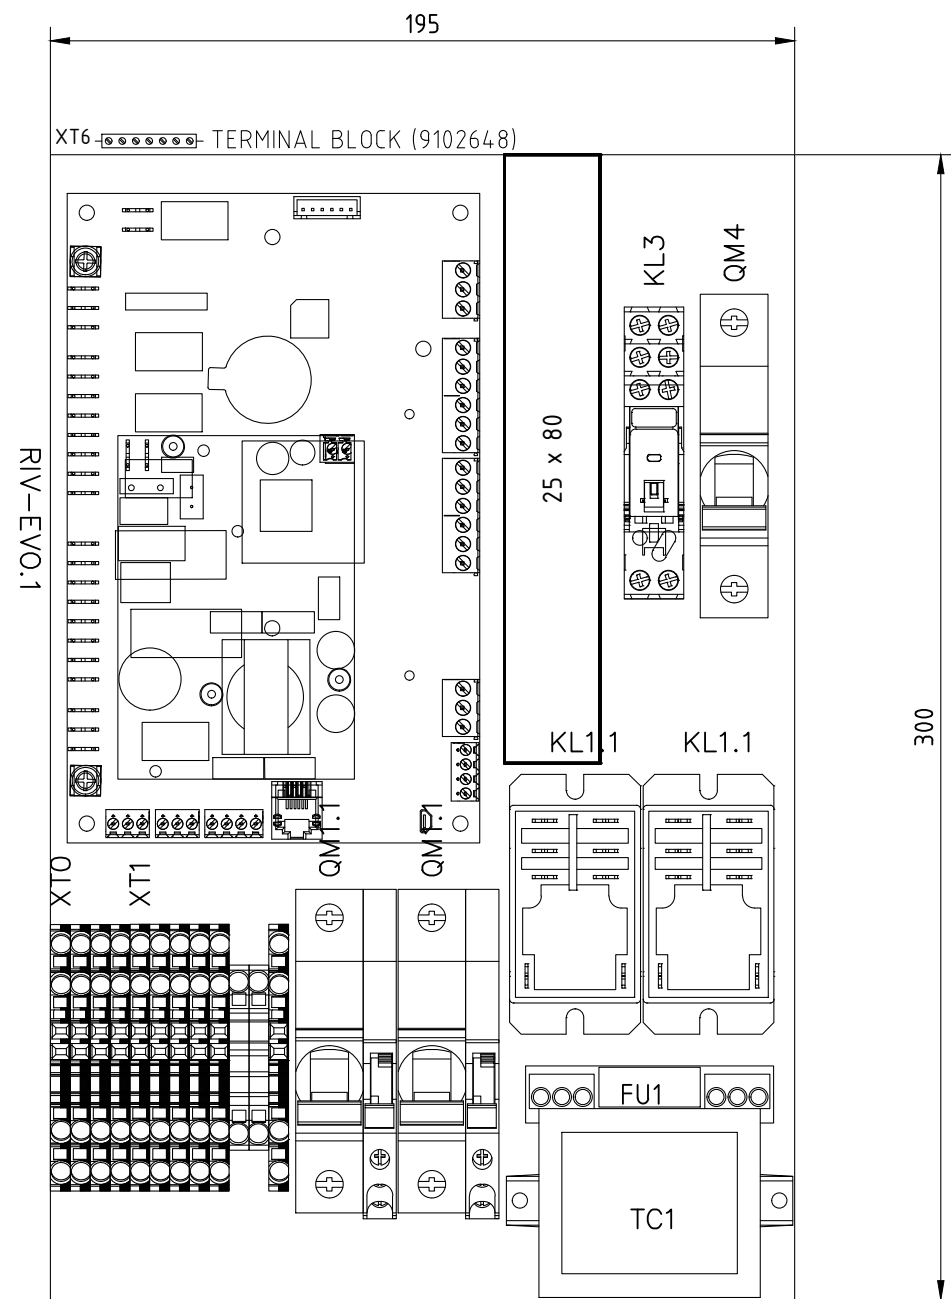 195
XT6 TERMINAL BLOCK (9102648)
KL3
QM4
25 x 80
RIV-EV0.1
300
KL1.1
KL1.1
QM1.1
QM1.1
XT0
XT1
FU1
TC1